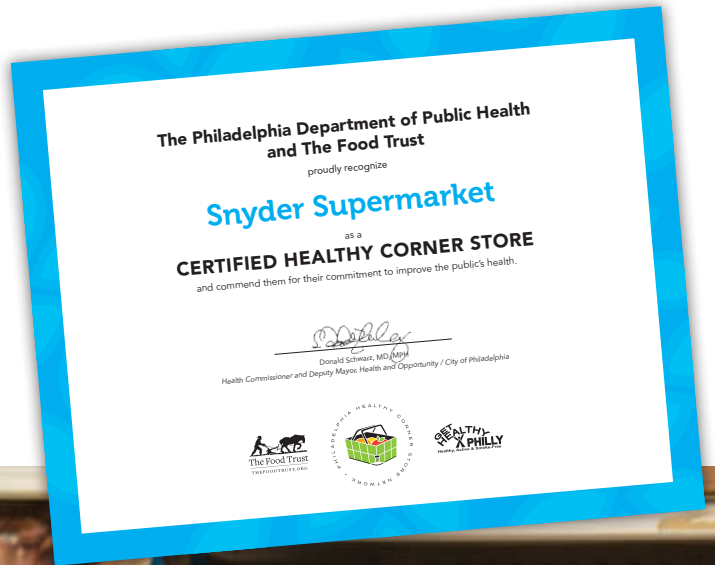 The Philadelphia Department of Public Health
and The Food Trust
proudly recognize
Snyder Supermarket
as a
CERTIFIED HEALTHY CORNER STORE
and commend them for their commitment to improve the public's health.
Donald Schwarz, MD, MPH
Health Commissioner and Deputy Mayor, Health and Opportunity / City of Philadelphia
The Food Trust
THEFOODTRUST.ORG
PHILADELPHIA HEALTHY CORNER STORE NETWORK •
GET HEALTHY PHILLY
Healthy, Active & Smoke-Free